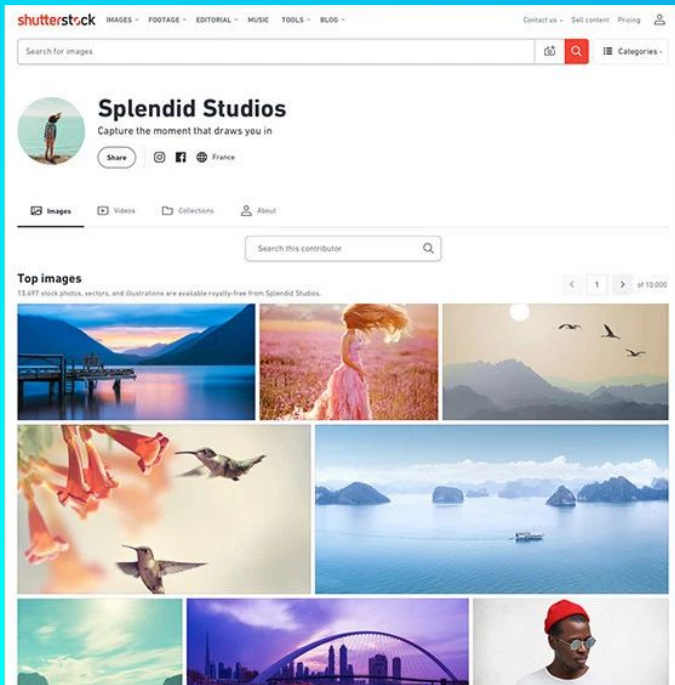 shutterstock IMAGES FOOTAGE EDITORIAL MUSIC TOOLS BLOG Contact us Sell content Pricing
Search for images Categories
Splendid Studios
Capture the moment that draws you in
Share France
Images Videos Collections About
Search this contributor
Top images 1 of 10,000
13,497 stock photos, vectors, and illustrations are available royalty-free from Splendid Studios.